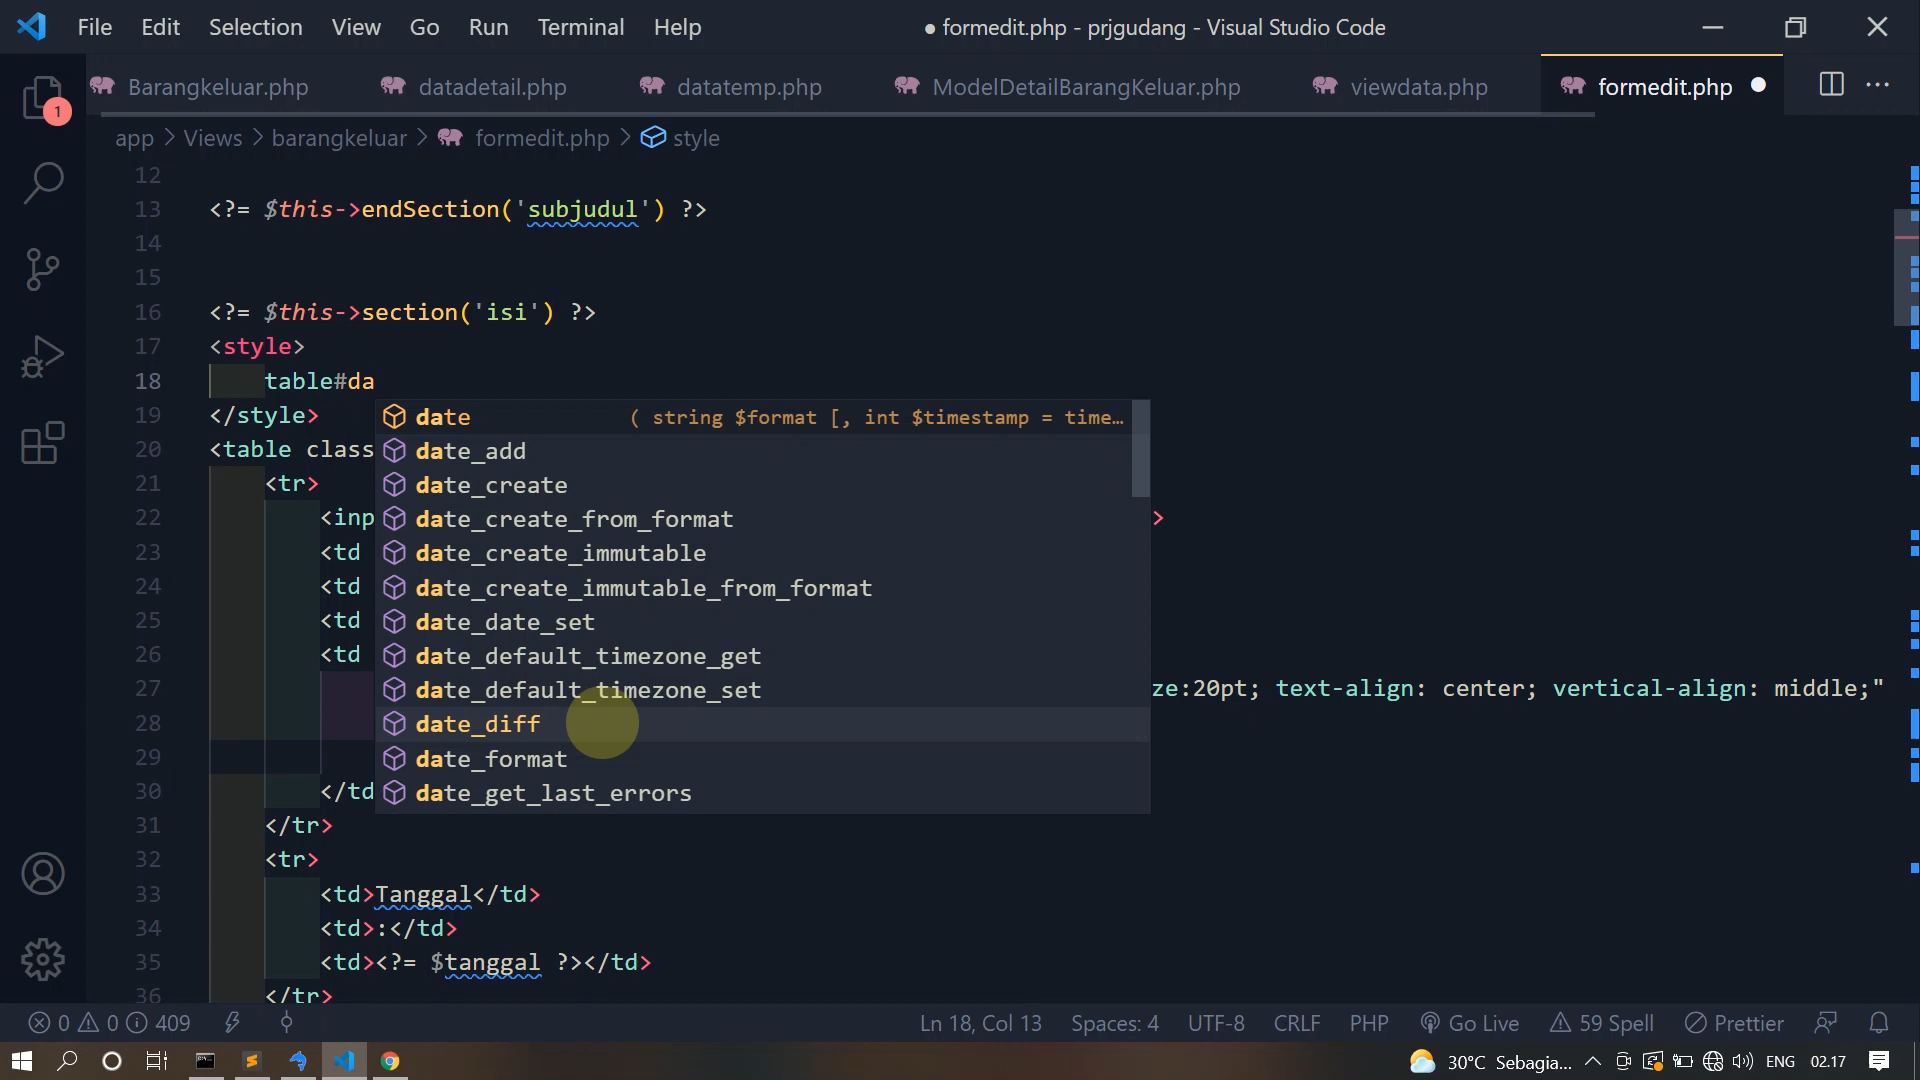 File Edit Selection View Go Run Terminal Help
● formedit.php - prjgudang - Visual Studio Code
1
Barangkeluar.php
datadetail.php
datatemp.php
ModelDetailBarangKeluar.php
viewdata.php
formedit.php
app > Views > barangkeluar > formedit.php > style
12
13 <?= $this->endSection('subjudul') ?>
14
15
16 <?= $this->section('isi') ?>
17 <style>
18 table#da
19 </style>
20 <table class
21 <tr>
22 <inp >
23 <td
24 <td
25 <td
26 <td
27 ze:20pt; text-align: center; vertical-align: middle;"
28
29
30 </td
31 </tr>
32 <tr>
33 <td>Tanggal</td>
34 <td>:</td>
35 <td><?= $tanggal ?></td>
36 </tr>
date ( string $format [, int $timestamp = time…
date_add
date_create
date_create_from_format
date_create_immutable
date_create_immutable_from_format
date_date_set
date_default_timezone_get
date_default_timezone_set
date_diff
date_format
date_get_last_errors
0 0 409
Ln 18, Col 13 Spaces: 4 UTF-8 CRLF PHP Go Live 59 Spell Prettier
30°C Sebagia... ENG 02.17